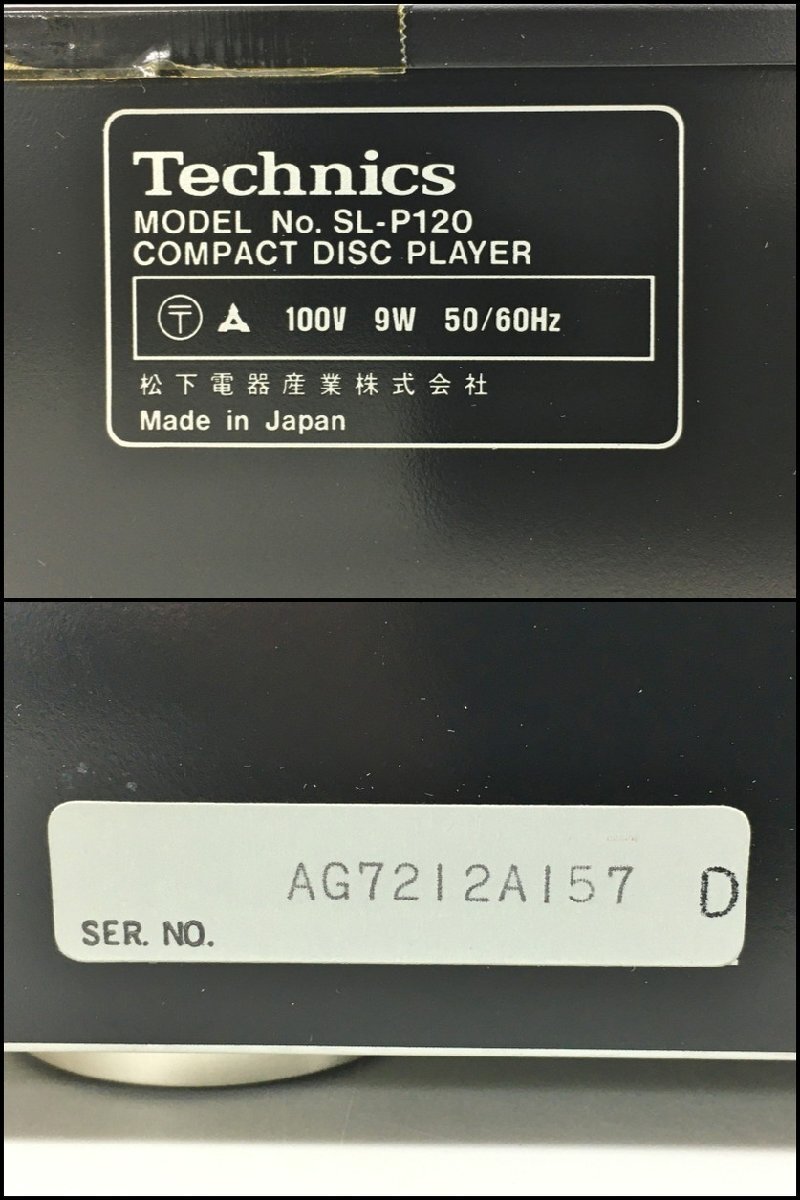 Technics
MODEL No. SL-P120
COMPACT DISC PLAYER
〒 100V 9W 50/60Hz
松下電器産業株式会社
Made in Japan
AG7212A157 D
SER. NO.